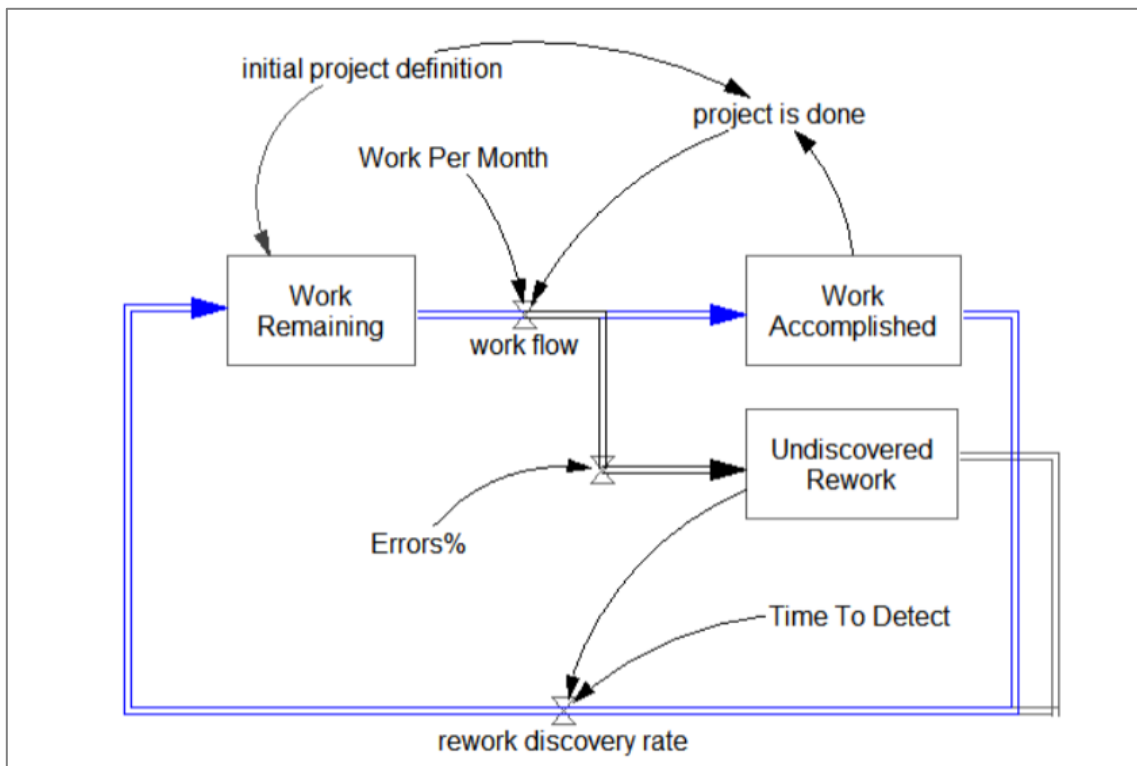 initial project definition
project is done
Work Per Month
Work
Remaining
work flow
Work
Accomplished
Undiscovered
Rework
Errors%
Time To Detect
rework discovery rate